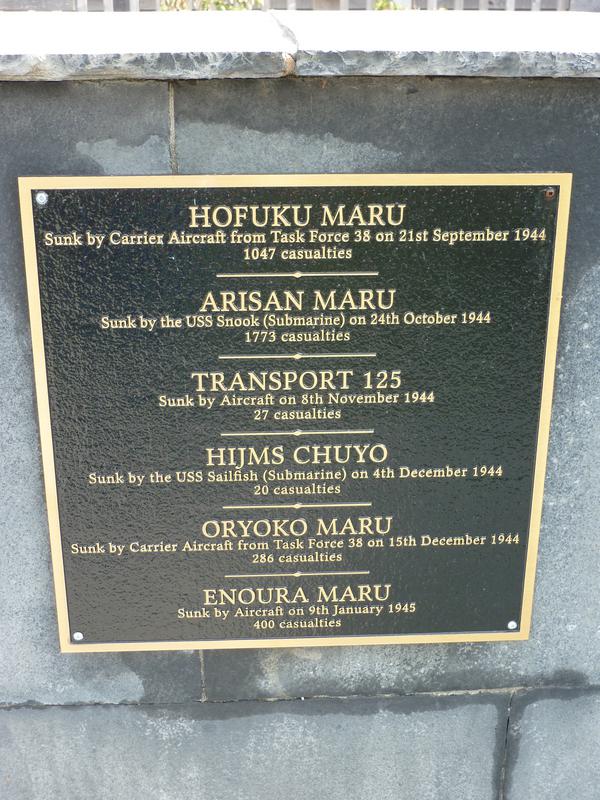 HOFUKU MARU
Sunk by Carrier Aircraft from Task Force 38 on 21st September 1944
1047 casualties
ARISAN MARU
Sunk by the USS Snook (Submarine) on 24th October 1944
1773 casualties
TRANSPORT 125
Sunk by Aircraft on 8th November 1944
27 casualties
HIJMS CHUYO
Sunk by the USS Sailfish (Submarine) on 4th December 1944
20 casualties
ORYOKO MARU
Sunk by Carrier Aircraft from Task Force 38 on 15th December 1944
286 casualties
ENOURA MARU
Sunk by Aircraft on 9th January 1945
400 casualties